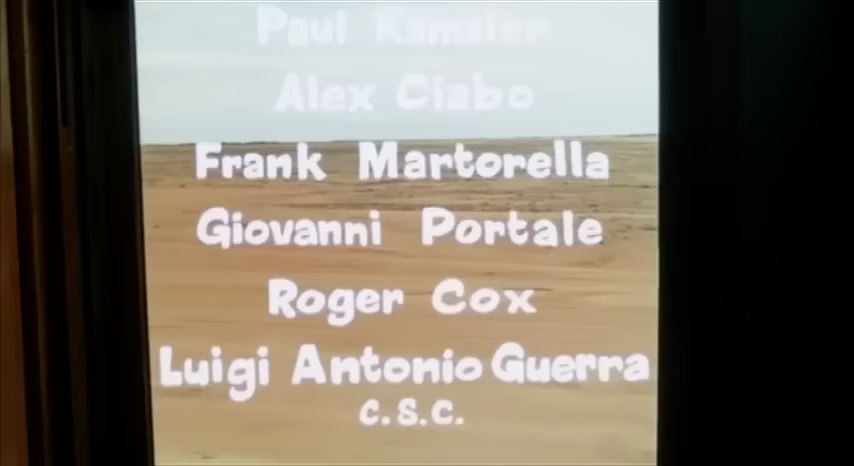 Paul
Alex Ciabo
Frank Martorella
Giovanni Portale
Roger Cox
Luigi Antonio Guerra
C.S.C.